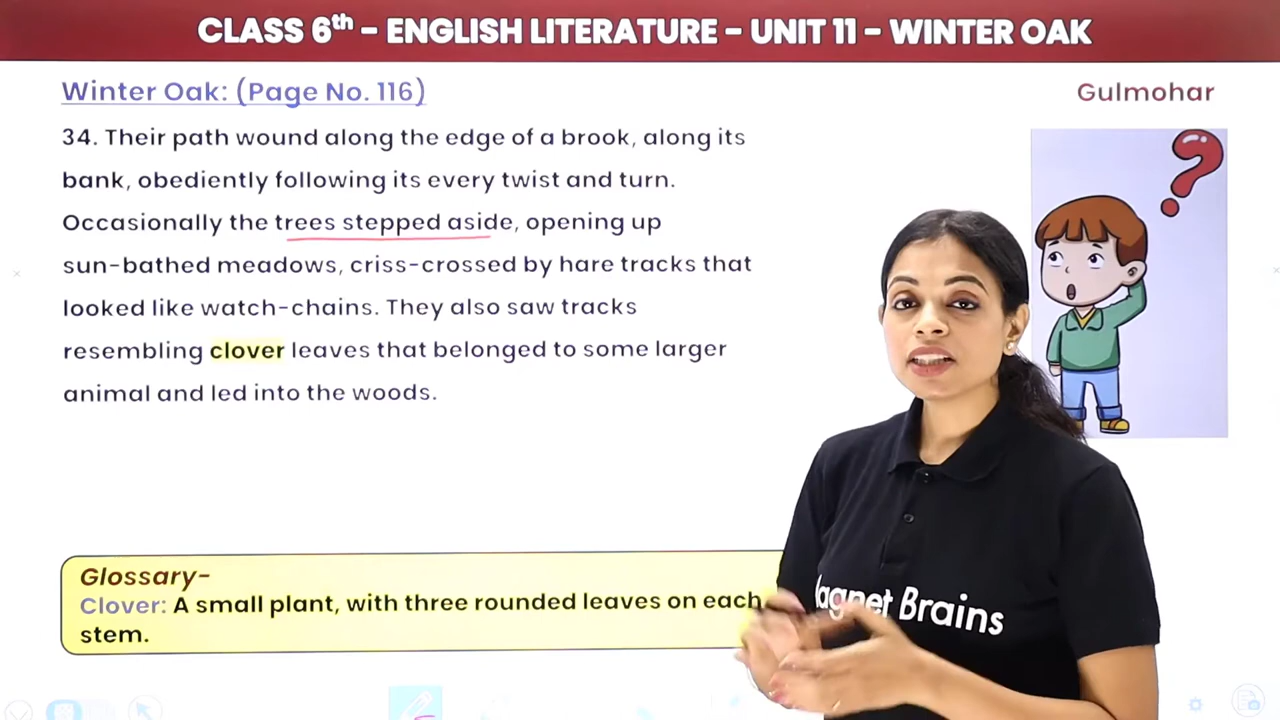 CLASS 6th – ENGLISH LITERATURE – UNIT 11 – WINTER OAK
Winter Oak: (Page No. 116)
Gulmohar
34. Their path wound along the edge of a brook, along its
bank, obediently following its every twist and turn.
Occasionally the trees stepped aside, opening up
sun-bathed meadows, criss-crossed by hare tracks that
looked like watch-chains. They also saw tracks
resembling clover leaves that belonged to some larger
animal and led into the woods.
?
Glossary-
Clover: A small plant, with three rounded leaves on each
stem.
Brains